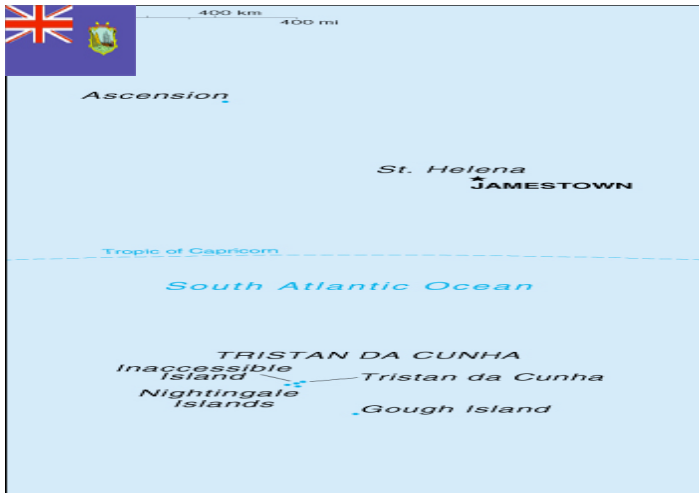 400 km
400 mi
Ascension
St. Helena
JAMESTOWN
Tropic of Capricorn
South Atlantic Ocean
TRISTAN DA CUNHA
Inaccessible
Island
Tristan da Cunha
Nightingale
Islands
Gough Island